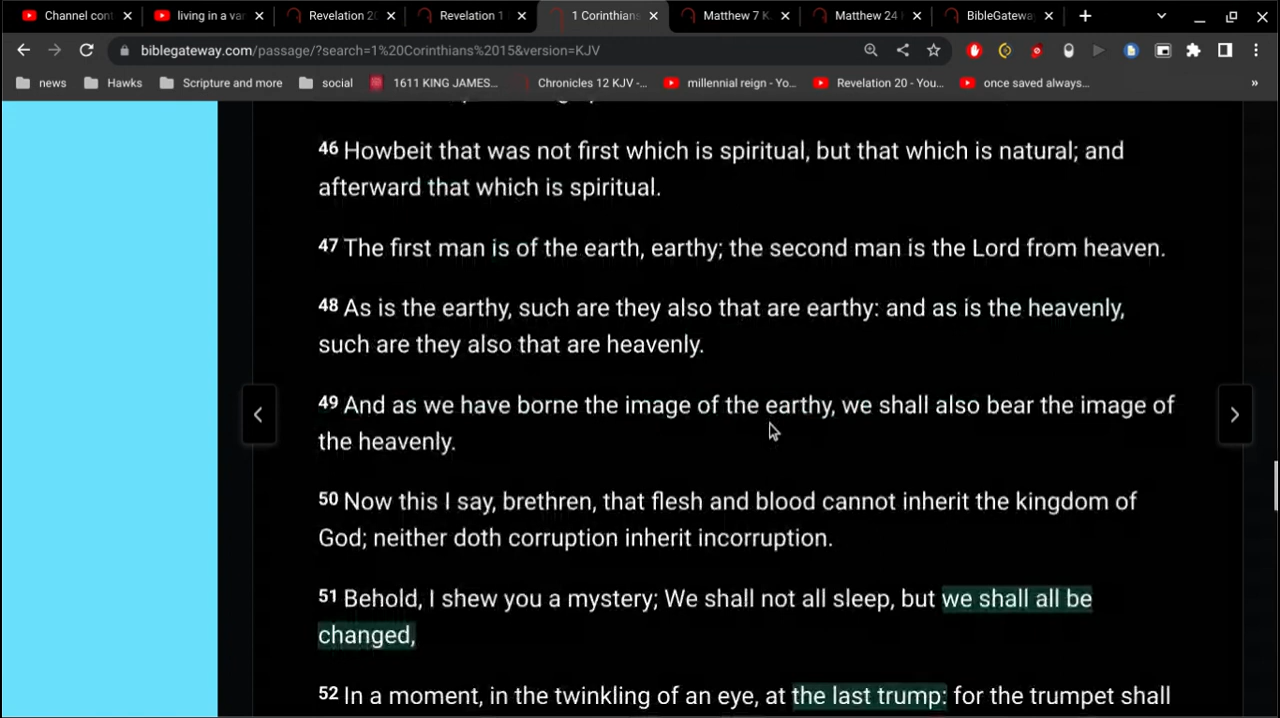 Channel cont
living in a var
Revelation 20
Revelation 1
1 Corinthians
Matthew 7 K
Matthew 24
BibleGateway
biblegateway.com/passage/?search=1%20Corinthians%2015&version=KJV
news
Hawks
Scripture and more
social
1611 KING JAMES...
Chronicles 12 KJV -...
millennial reign - Yo...
Revelation 20 - You...
once saved always...
»
46 Howbeit that was not first which is spiritual, but that which is natural; and
afterward that which is spiritual.
47 The first man is of the earth, earthy; the second man is the Lord from heaven.
48 As is the earthy, such are they also that are earthy: and as is the heavenly,
such are they also that are heavenly.
49 And as we have borne the image of the earthy, we shall also bear the image of
the heavenly.
50 Now this I say, brethren, that flesh and blood cannot inherit the kingdom of
God; neither doth corruption inherit incorruption.
51 Behold, I shew you a mystery; We shall not all sleep, but we shall all be
changed,
52 In a moment, in the twinkling of an eye, at the last trump: for the trumpet shall